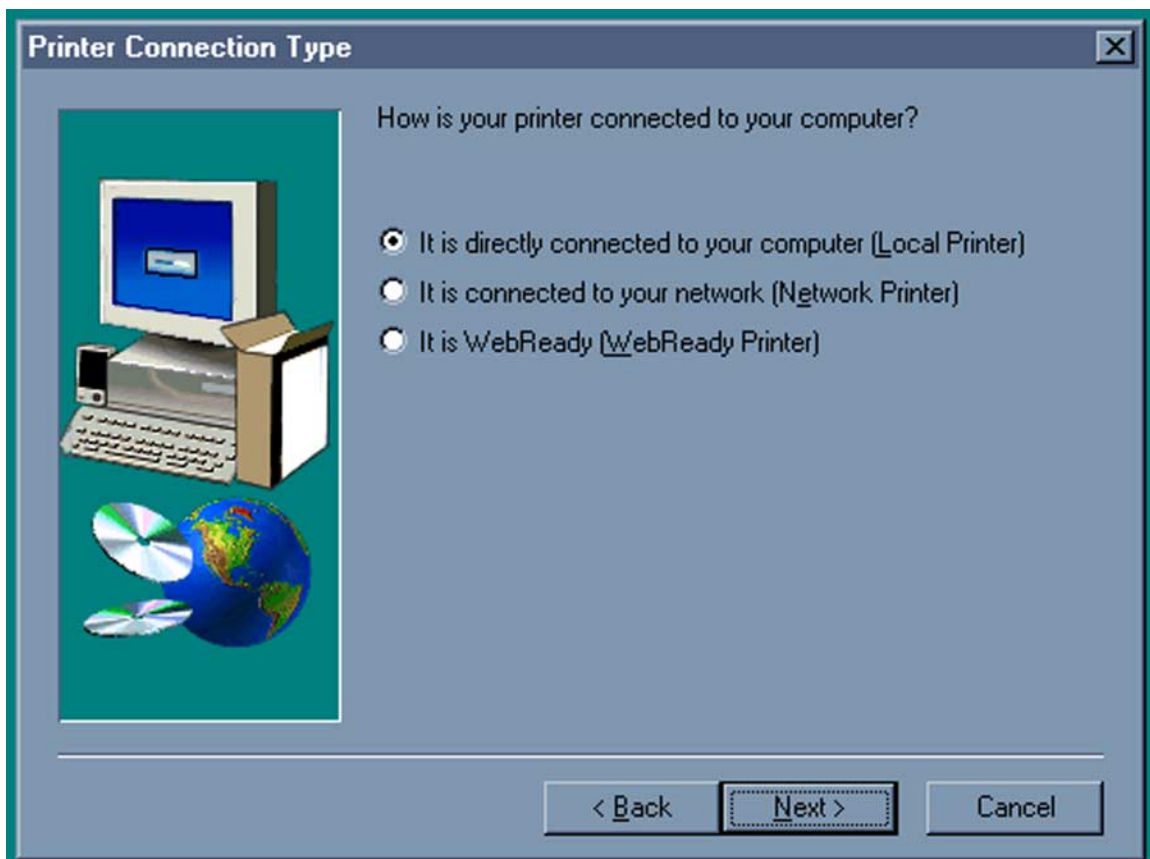 Printer Connection Type
How is your printer connected to your computer?
It is directly connected to your computer (Local Printer)
It is connected to your network (Network Printer)
It is WebReady (WebReady Printer)
< Back
Next >
Cancel